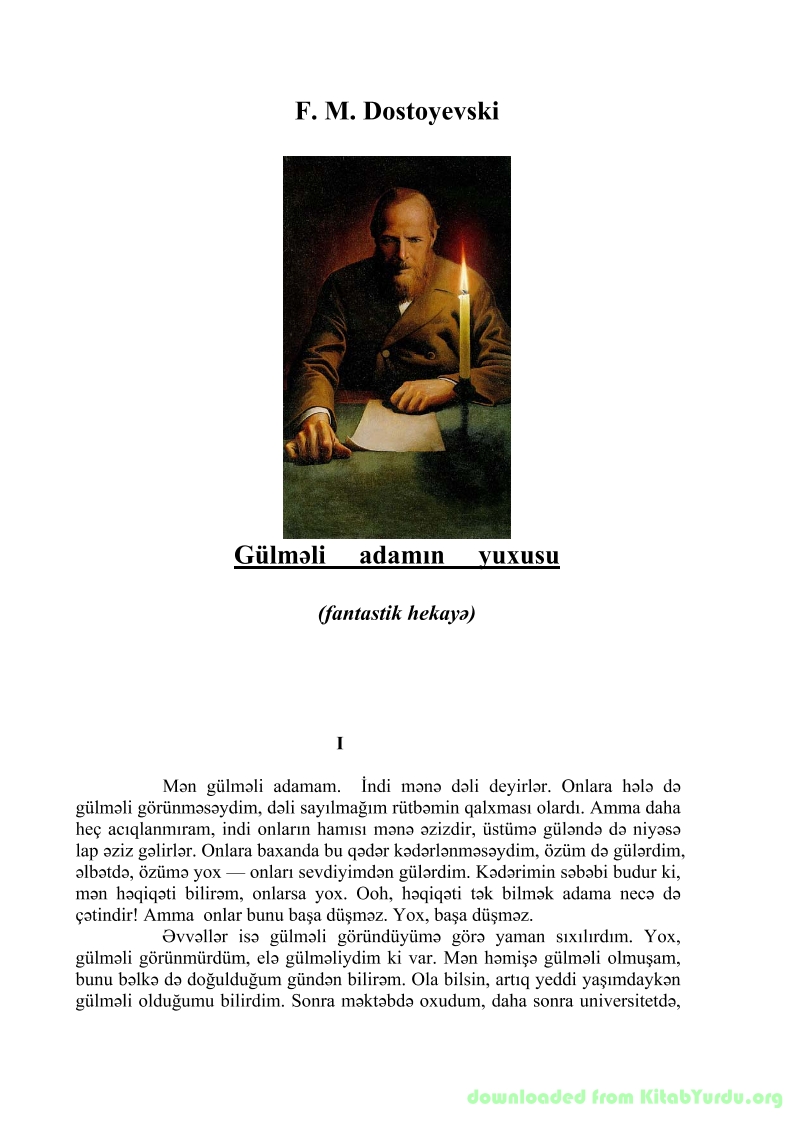 F. M. Dostoyevski
Gülməli adamın yuxusu
(fantastik hekayə)
I
Mən gülməli adamam. İndi mənə dəli deyirlər. Onlara hələ də
gülməli görünməsəydim, dəli sayılmağım rütbəmin qalxması olardı. Amma daha
heç acıqlanmıram, indi onların hamısı mənə əzizdir, üstümə güləndə də niyəsə
lap əziz gəlirlər. Onlara baxanda bu qədər kədərlənməsəydim, özüm də gülərdim,
əlbətdə, özümə yox — onları sevdiyimdən gülərdim. Kədərimin səbəbi budur ki,
mən həqiqəti bilirəm, onlarsa yox. Ooh, həqiqəti tək bilmək adama necə də
çətindir! Amma onlar bunu başa düşməz. Yox, başa düşməz.
Əvvəllər isə gülməli göründüyümə görə yaman sıxılırdım. Yox,
gülməli görünmürdüm, elə gülməliydim ki var. Mən həmişə gülməli olmuşam,
bunu bəlkə də doğulduğum gündən bilirəm. Ola bilsin, artıq yeddi yaşımdaykən
gülməli olduğumu bilirdim. Sonra məktəbdə oxudum, daha sonra universitetdə,
downloaded from KitabYurdu.org